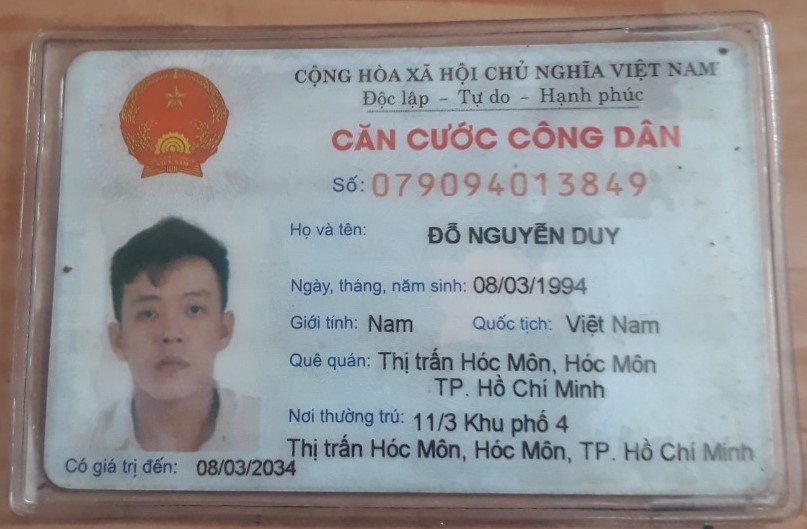 CỘNG HÒA XÃ HỘI CHỦ NGHĨA VIỆT NAM
Độc lập - Tự do - Hạnh phúc
CĂN CƯỚC CÔNG DÂN
Số: 079094013849
Họ và tên: ĐỖ NGUYỄN DUY
Ngày, tháng, năm sinh: 08/03/1994
Giới tính: Nam Quốc tịch: Việt Nam
Quê quán: Thị trấn Hóc Môn, Hóc Môn
TP. Hồ Chí Minh
Nơi thường trú: 11/3 Khu phố 4
Thị trấn Hóc Môn, Hóc Môn, TP. Hồ Chí Minh
Có giá trị đến: 08/03/2034